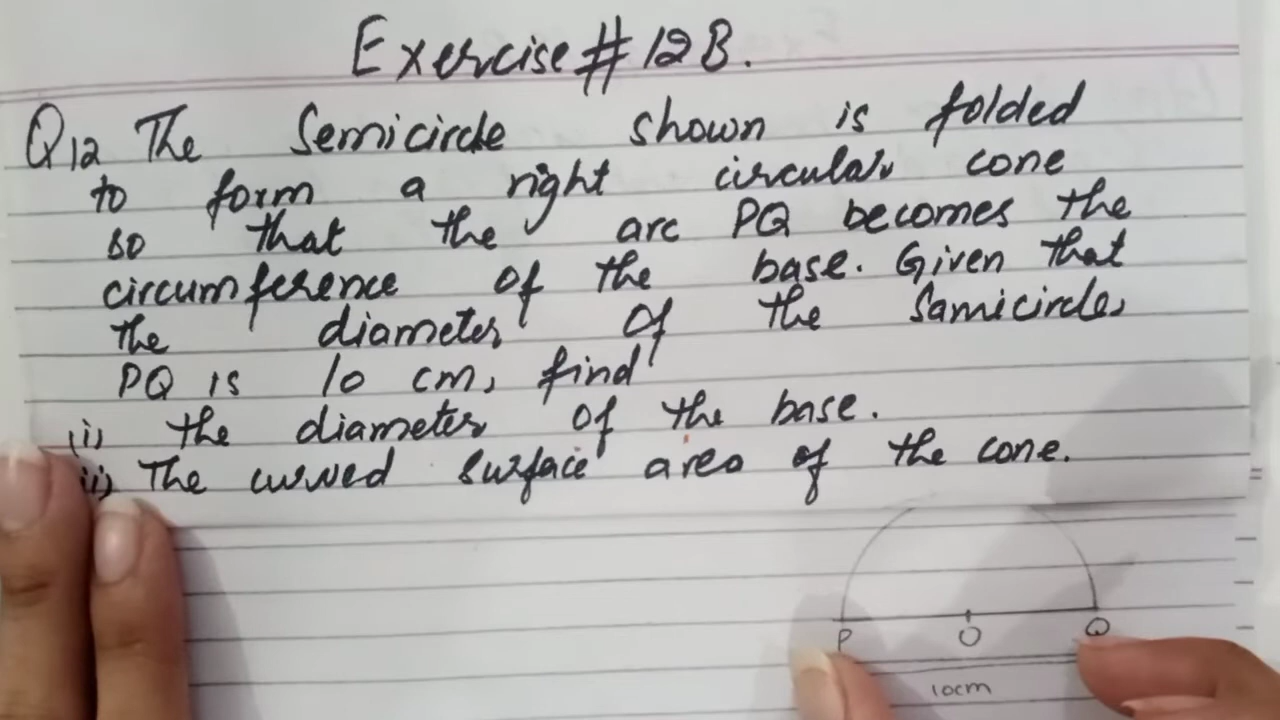 Exercise # 12B.
Q12 The Semicircle shown is folded
to form a right circular cone
so that the arc PQ becomes the
circumference of the base. Given that
the diameter of the Samicircle,
PQ is 10 cm, find
(i) the diameter of the base.
ii) The curved surface area of the cone.
P O Q
10cm